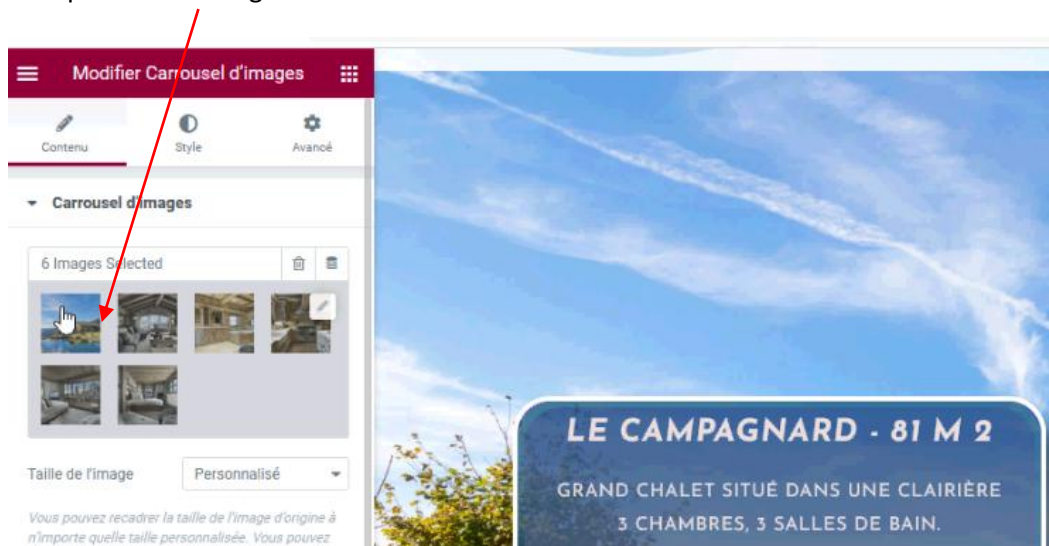 Modifier Carrousel d'images
Contenu
Style
Avancé
Carrousel d'images
6 Images Selected
Taille de l'image
Personnalisé
Vous pouvez recadrer la taille de l'image d'origine à
n'importe quelle taille personnalisée. Vous pouvez
LE CAMPAGNARD - 81 M 2
GRAND CHALET SITUÉ DANS UNE CLAIRIÈRE
3 CHAMBRES, 3 SALLES DE BAIN.